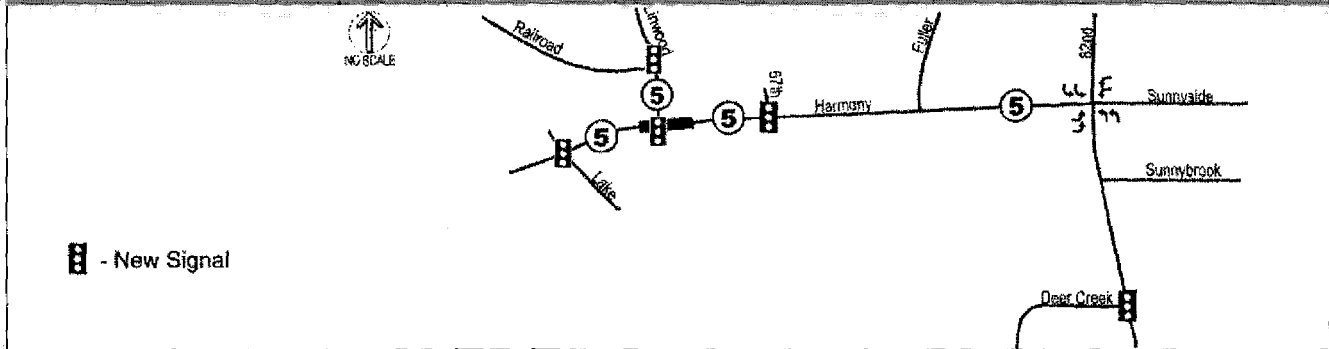 Railroad
Linwood
NO SCALE
Fuller
82nd
67th
5
5
Harmony
5
Sunnyside
5
Lake
Sunnybrook
- New Signal
Deer Creek